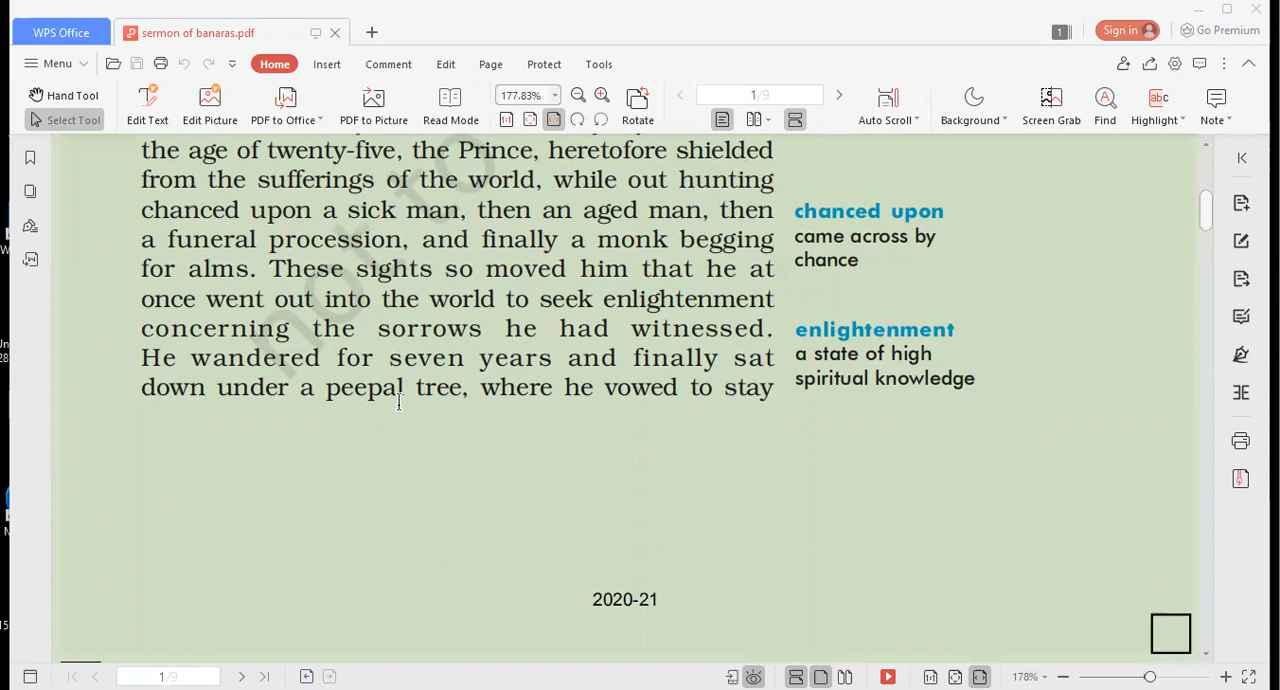 WPS Office
sermon of banaras.pdf
1
Sign in
Go Premium
Menu
Home
Insert
Comment
Edit
Page
Protect
Tools
Hand Tool
Select Tool
Edit Text
Edit Picture
PDF to Office
PDF to Picture
177.83%
Read Mode
Rotate
1/9
Auto Scroll
Background
Screen Grab
Find
Highlight
Note
the age of twenty-five, the Prince, heretofore shielded
from the sufferings of the world, while out hunting
chanced upon a sick man, then an aged man, then
a funeral procession, and finally a monk begging
for alms. These sights so moved him that he at
once went out into the world to seek enlightenment
concerning the sorrows he had witnessed.
He wandered for seven years and finally sat
down under a peepal tree, where he vowed to stay
chanced upon
came across by
chance
enlightenment
a state of high
spiritual knowledge
not to
2020-21
1/9
178%